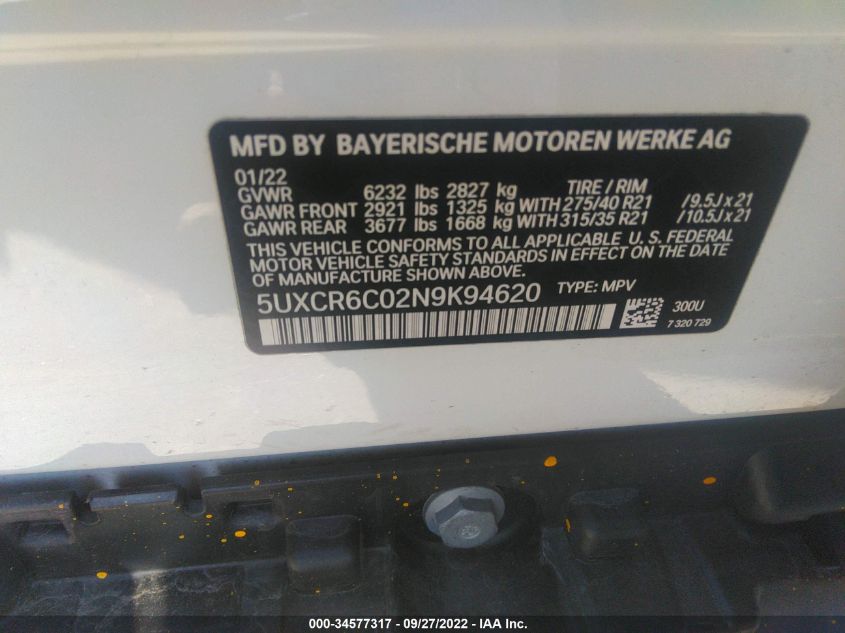 MFD BY BAYERISCHE MOTOREN WERKE AG
01/22
GVWR 6232 lbs 2827 kg TIRE / RIM
GAWR FRONT 2921 lbs 1325 kg WITH 275/40 R21 /9.5J x 21
GAWR REAR 3677 lbs 1668 kg WITH 315/35 R21 /10.5J x 21
THIS VEHICLE CONFORMS TO ALL APPLICABLE U. S. FEDERAL
MOTOR VEHICLE SAFETY STANDARDS IN EFFECT ON THE DATE
OF MANUFACTURE SHOWN ABOVE.
5UXCR6C02N9K94620 TYPE: MPV
300U
7 320 729
000-34577317 - 09/27/2022 - IAA Inc.